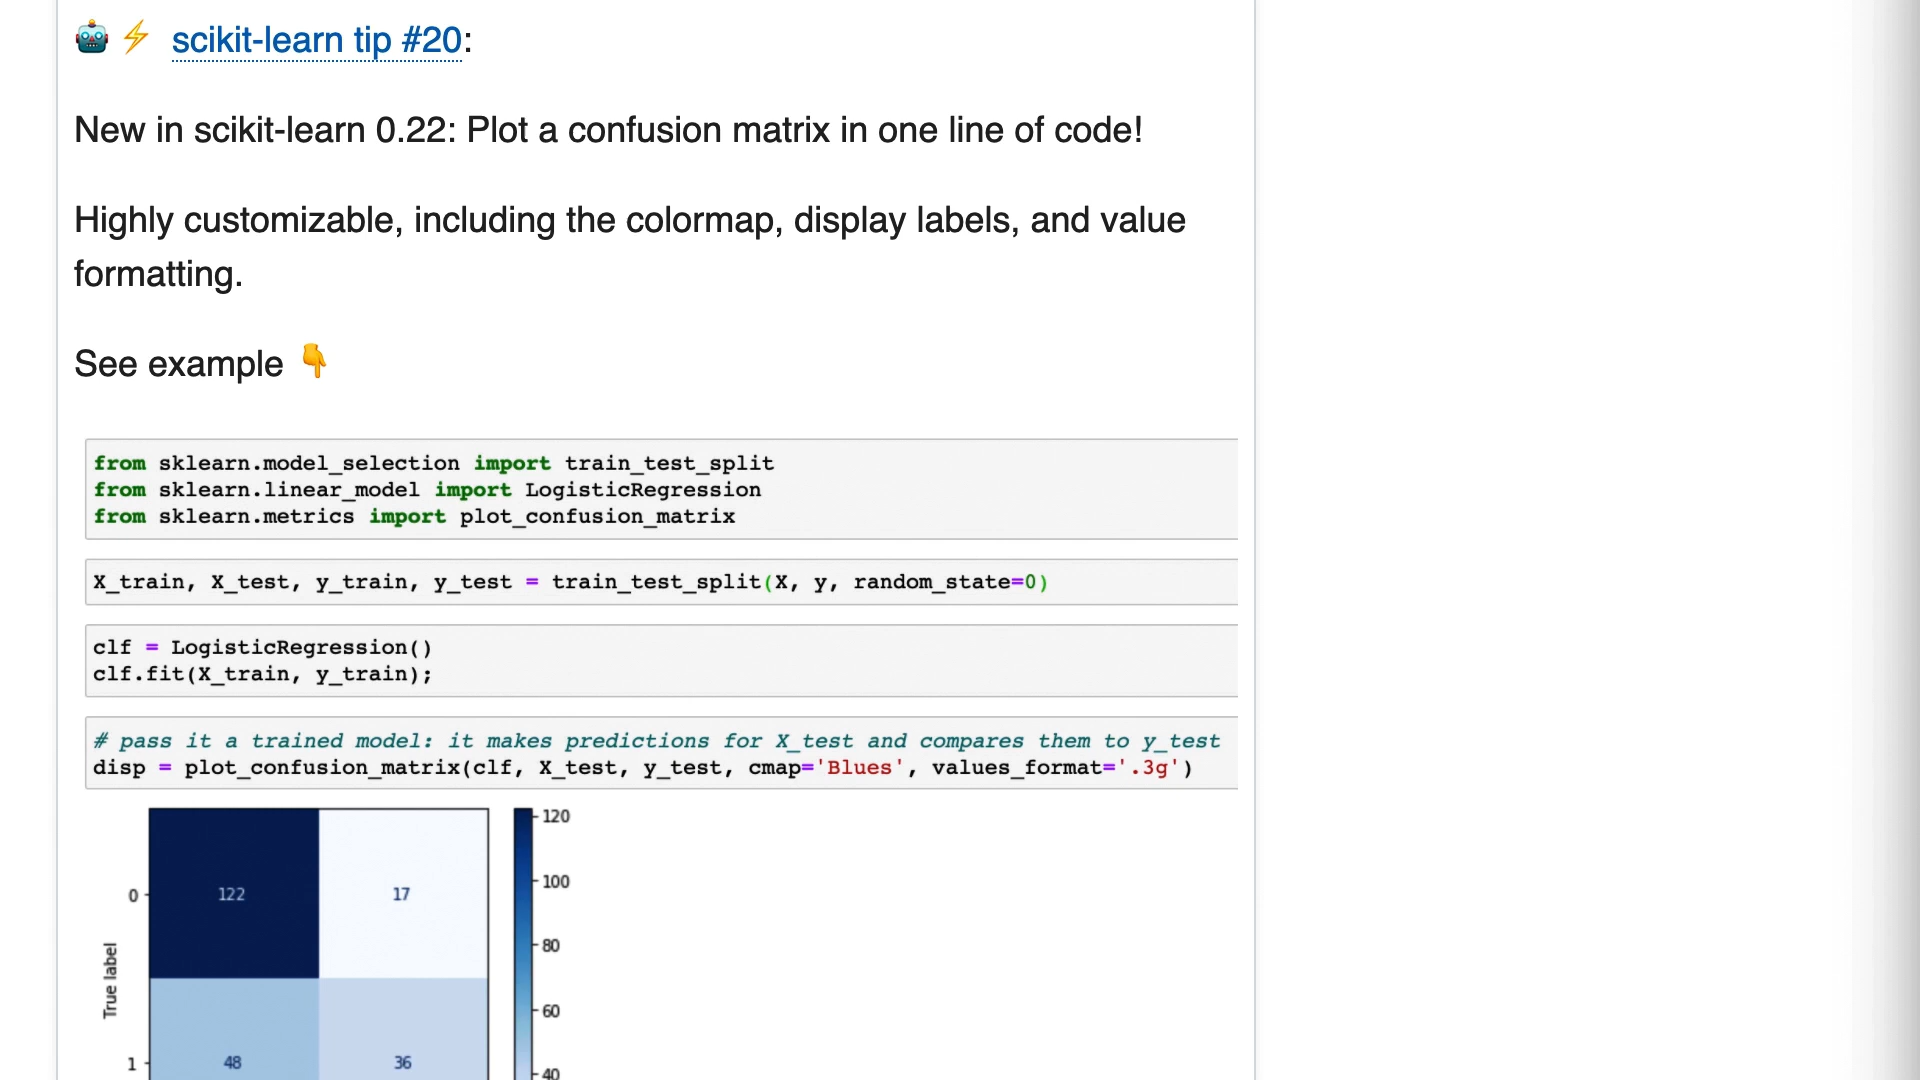 scikit-learn tip #20:
New in scikit-learn 0.22: Plot a confusion matrix in one line of code!
Highly customizable, including the colormap, display labels, and value
formatting.
See example
from sklearn.model_selection import train_test_split
from sklearn.linear_model import LogisticRegression
from sklearn.metrics import plot_confusion_matrix
X_train, X_test, y_train, y_test = train_test_split(X, y, random_state=0)
clf = LogisticRegression()
clf.fit(X_train, y_train);
# pass it a trained model: it makes predictions for X_test and compares them to y_test
disp = plot_confusion_matrix(clf, X_test, y_test, cmap='Blues', values_format='.3g')
120
100
0 122 17
80
True label
60
1 48 36
40